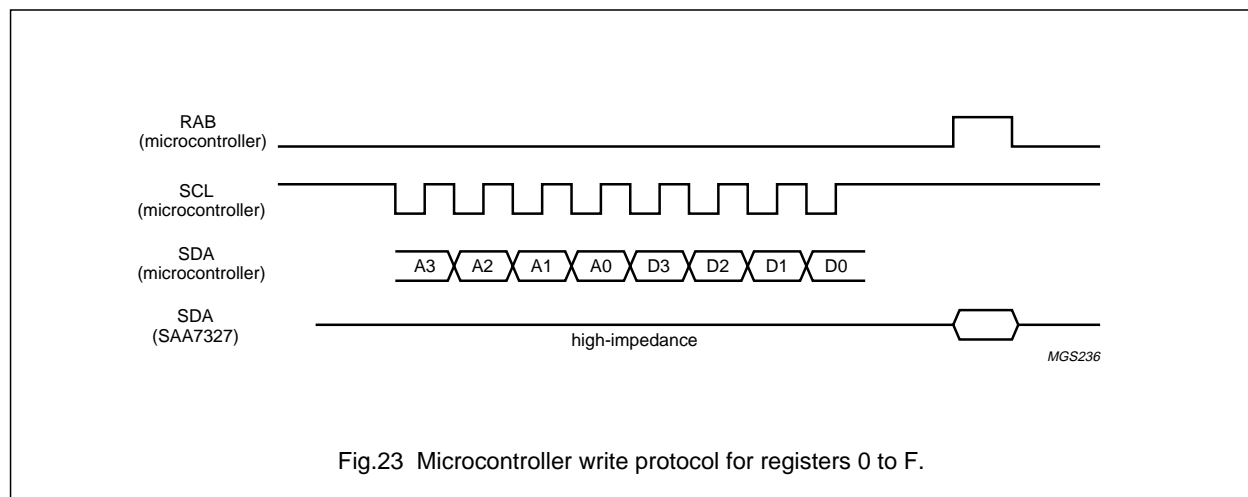 RAB
(microcontroller)
SCL
(microcontroller)
SDA
(microcontroller)
A3 A2 A1 A0 D3 D2 D1 D0
SDA
(SAA7327)
high-impedance
MGS236
Fig.23 Microcontroller write protocol for registers 0 to F.